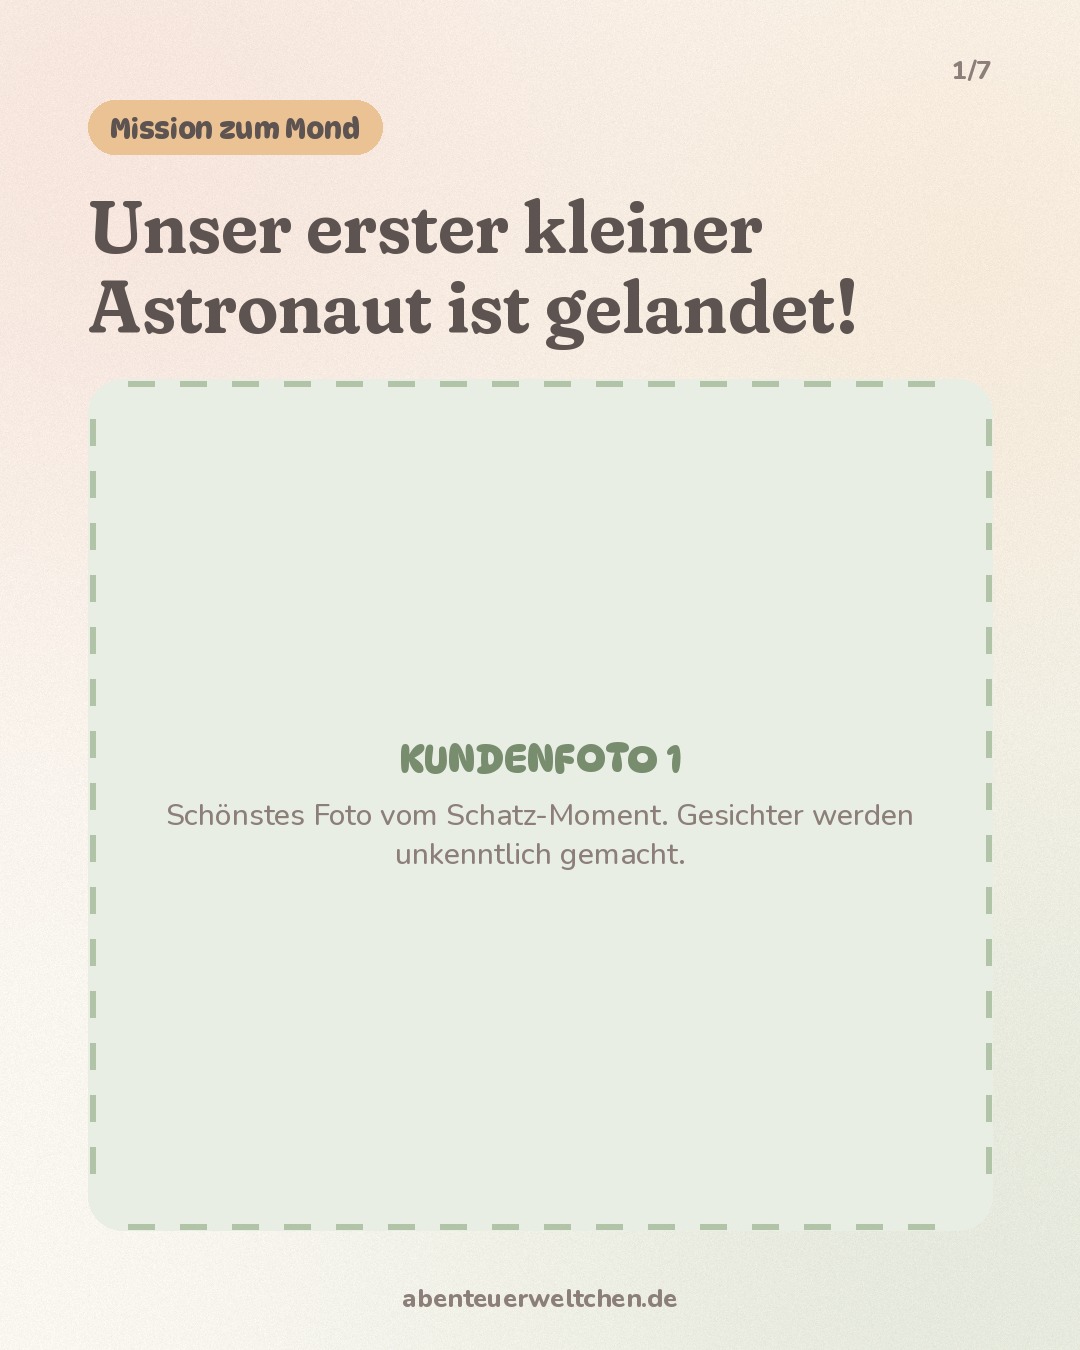 1/7
Mission zum Mond
Unser erster kleiner
Astronaut ist gelandet!
KUNDENFOTO 1
Schönstes Foto vom Schatz-Moment. Gesichter werden
unkenntlich gemacht.
abenteuerweltchen.de